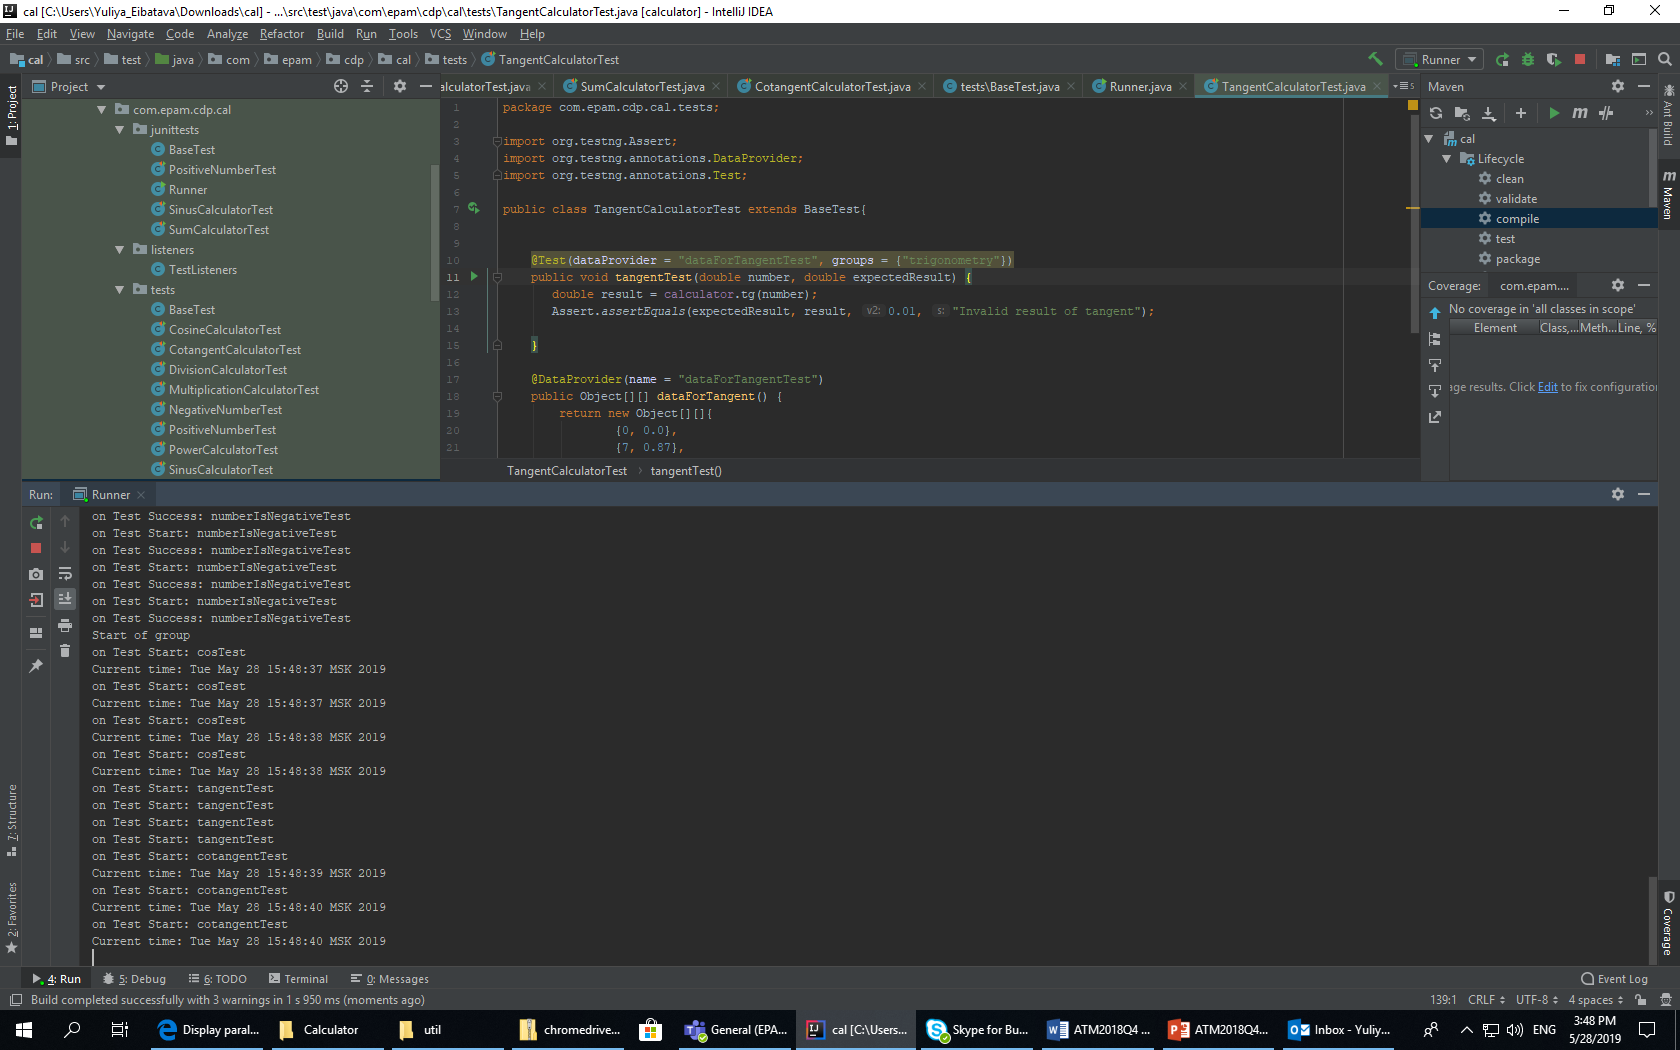 cal [C:\Users\Yuliya_Eibatava\Downloads\cal] - ...\src\test\java\com\epam\cdp\cal\tests\TangentCalculatorTest.java [calculator] - IntelliJ IDEA
File Edit View Navigate Code Analyze Refactor Build Run Tools VCS Window Help
cal src test java com epam cdp cal tests TangentCalculatorTest
Runner
1: Project
Project
com.epam.cdp.cal
junittests
BaseTest
PositiveNumberTest
Runner
SinusCalculatorTest
SumCalculatorTest
listeners
TestListeners
tests
BaseTest
CosineCalculatorTest
CotangentCalculatorTest
DivisionCalculatorTest
MultiplicationCalculatorTest
NegativeNumberTest
PositiveNumberTest
PowerCalculatorTest
SinusCalculatorTest
alculatorTest.java SumCalculatorTest.java CotangentCalculatorTest.java tests\BaseTest.java Runner.java TangentCalculatorTest.java 5
1 package com.epam.cdp.cal.tests;
2
3 import org.testng.Assert;
4 import org.testng.annotations.DataProvider;
5 import org.testng.annotations.Test;
6
7 public class TangentCalculatorTest extends BaseTest{
8
9
10 @Test(dataProvider = "dataForTangentTest", groups = {"trigonometry"})
11 public void tangentTest(double number, double expectedResult) {
12 double result = calculator.tg(number);
13 Assert.assertEquals(expectedResult, result, v2: 0.01, s: "Invalid result of tangent");
14
15 }
16
17 @DataProvider(name = "dataForTangentTest")
18 public Object[][] dataForTangent() {
19 return new Object[][]{
20 {0, 0.0},
21 {7, 0.87},
TangentCalculatorTest tangentTest()
Maven
cal
Lifecycle
clean
validate
compile
test
package
Coverage: com.epam....
No coverage in 'all classes in scope'
Element Class,... Meth... Line, %
age results. Click Edit to fix configuration
Ant Build
Maven
Coverage
Run: Runner
on Test Success: numberIsNegativeTest
on Test Start: numberIsNegativeTest
on Test Success: numberIsNegativeTest
on Test Start: numberIsNegativeTest
on Test Success: numberIsNegativeTest
on Test Start: numberIsNegativeTest
on Test Success: numberIsNegativeTest
Start of group
on Test Start: cosTest
Current time: Tue May 28 15:48:37 MSK 2019
on Test Start: cosTest
Current time: Tue May 28 15:48:37 MSK 2019
on Test Start: cosTest
Current time: Tue May 28 15:48:38 MSK 2019
on Test Start: cosTest
Current time: Tue May 28 15:48:38 MSK 2019
on Test Start: tangentTest
on Test Start: tangentTest
on Test Start: tangentTest
on Test Start: tangentTest
on Test Start: cotangentTest
Current time: Tue May 28 15:48:39 MSK 2019
on Test Start: cotangentTest
Current time: Tue May 28 15:48:40 MSK 2019
on Test Start: cotangentTest
Current time: Tue May 28 15:48:40 MSK 2019
7: Structure
2: Favorites
4: Run 5: Debug 6: TODO Terminal 0: Messages Event Log
Build completed successfully with 3 warnings in 1 s 950 ms (moments ago) 139:1 CRLF UTF-8 4 spaces
Display paral... Calculator util chromedrive... General (EPA... cal [C:\Users... Skype for Bu... ATM2018Q4 ... ATM2018Q4... Inbox - Yuliy... ENG
3:48 PM
5/28/2019